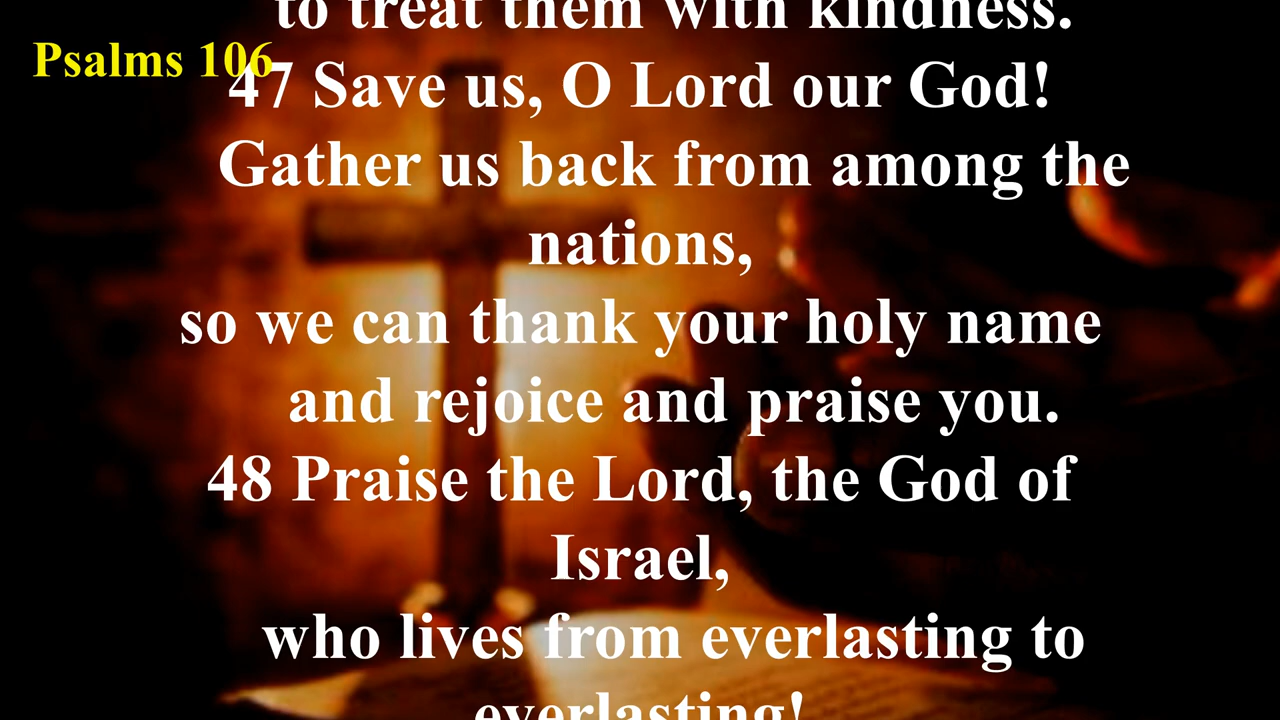 to treat them with kindness.
Psalms 106
47 Save us, O Lord our God!
Gather us back from among the
nations,
so we can thank your holy name
and rejoice and praise you.
48 Praise the Lord, the God of
Israel,
who lives from everlasting to
everlasting!